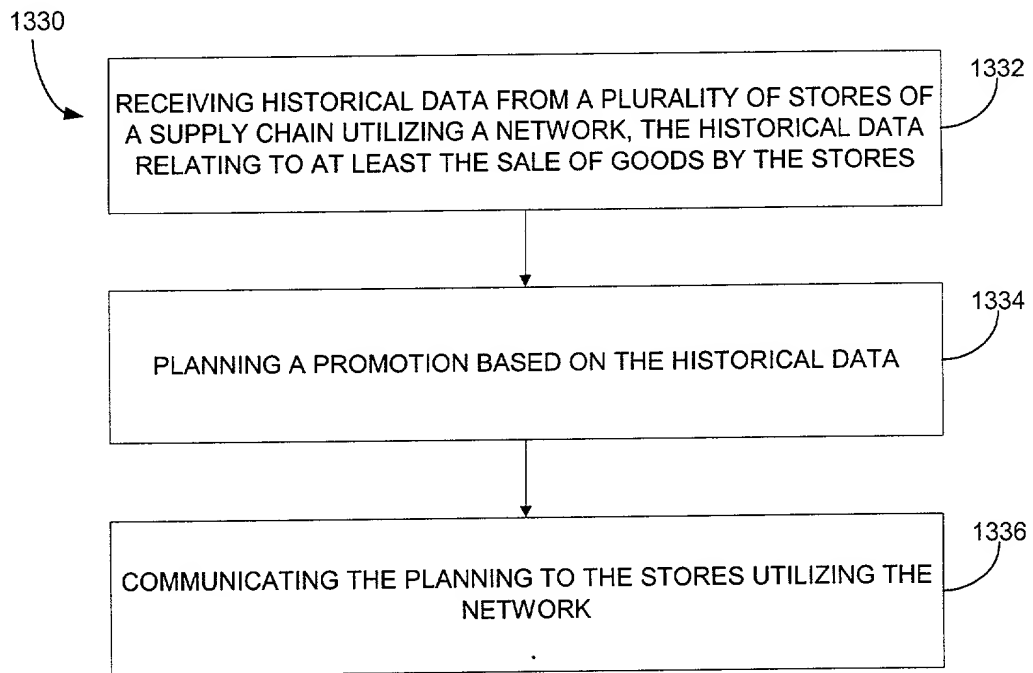 1330
1332
RECEIVING HISTORICAL DATA FROM A PLURALITY OF STORES OF
A SUPPLY CHAIN UTILIZING A NETWORK, THE HISTORICAL DATA
RELATING TO AT LEAST THE SALE OF GOODS BY THE STORES
1334
PLANNING A PROMOTION BASED ON THE HISTORICAL DATA
1336
COMMUNICATING THE PLANNING TO THE STORES UTILIZING THE
NETWORK